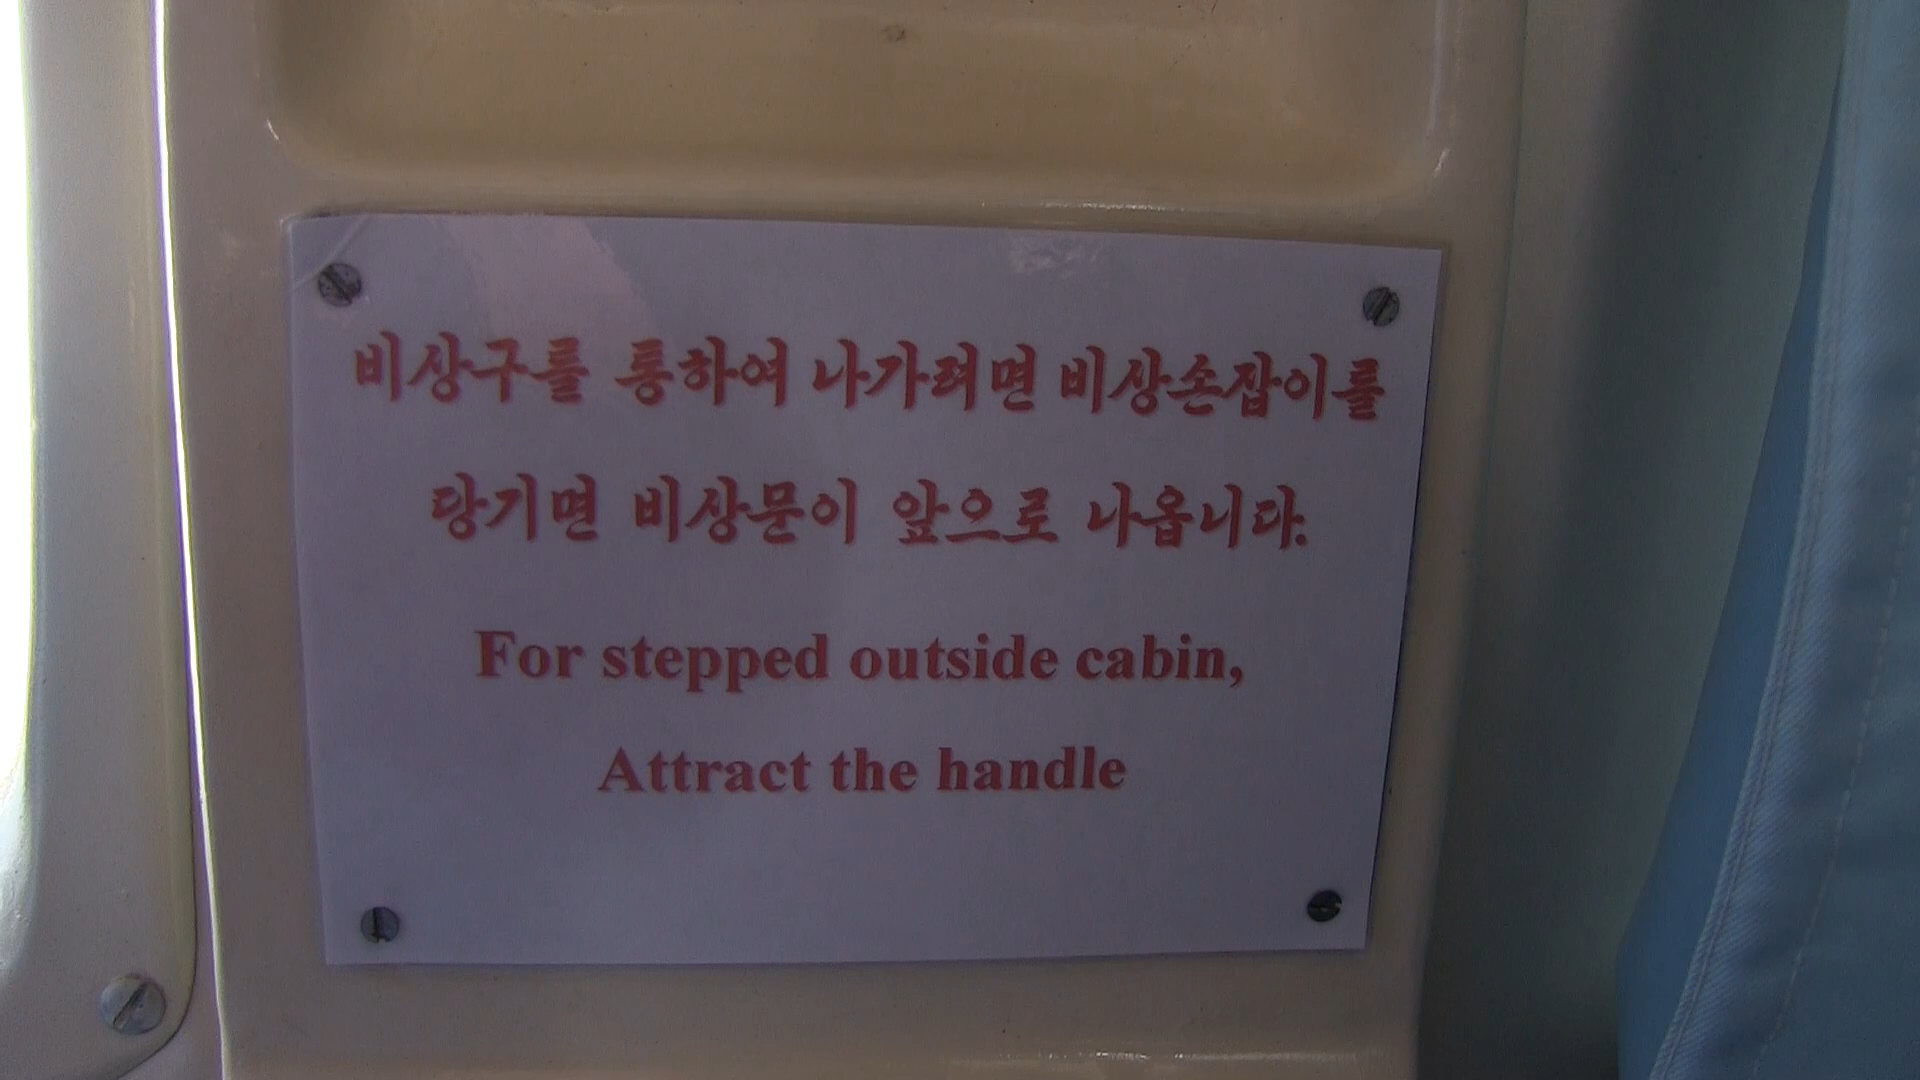 비상구를 통하여 나가려면 비상손잡이를
당기면 비상문이 앞으로 나옵니다.
For stepped outside cabin,
Attract the handle